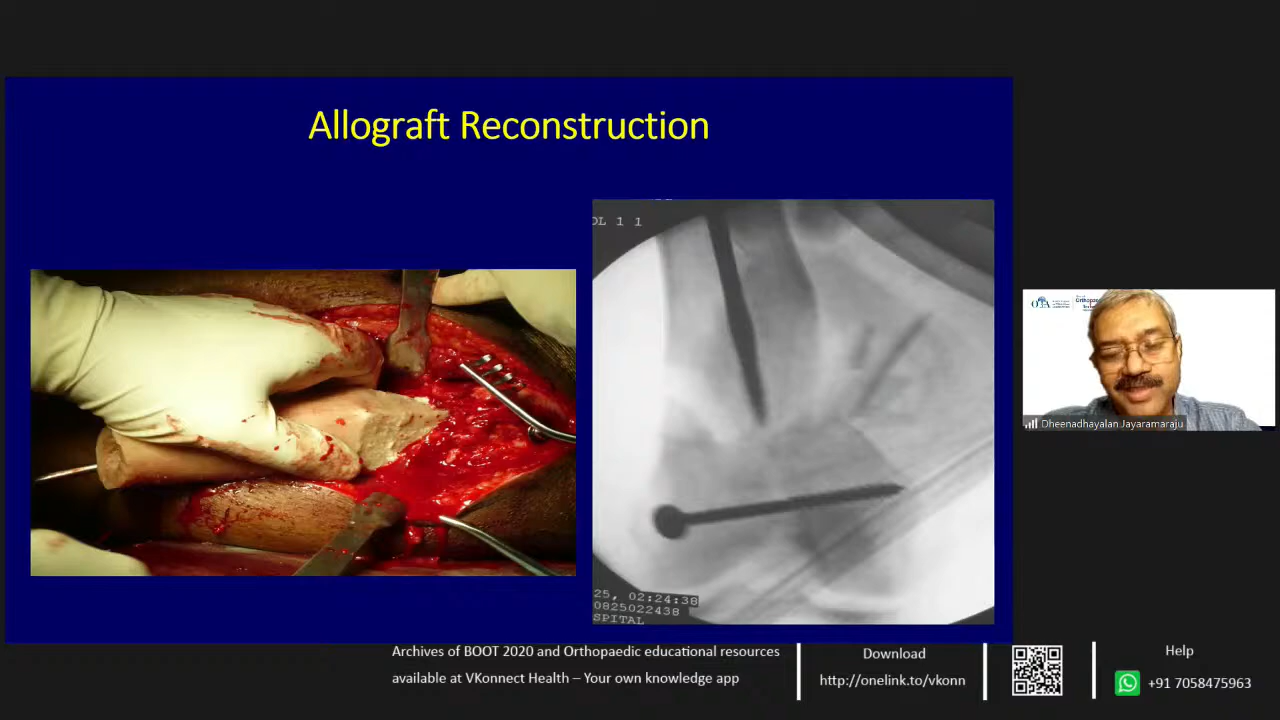 Allograft Reconstruction
OL 1 1
25, 02:24:38
0825022438
SPITAL
Orthopae
Dheenadhayalan Jayaramaraju
Archives of BOOT 2020 and Orthopaedic educational resources
available at VKonnect Health – Your own knowledge app
Download
http://onelink.to/vkonn
Help
+91 7058475963